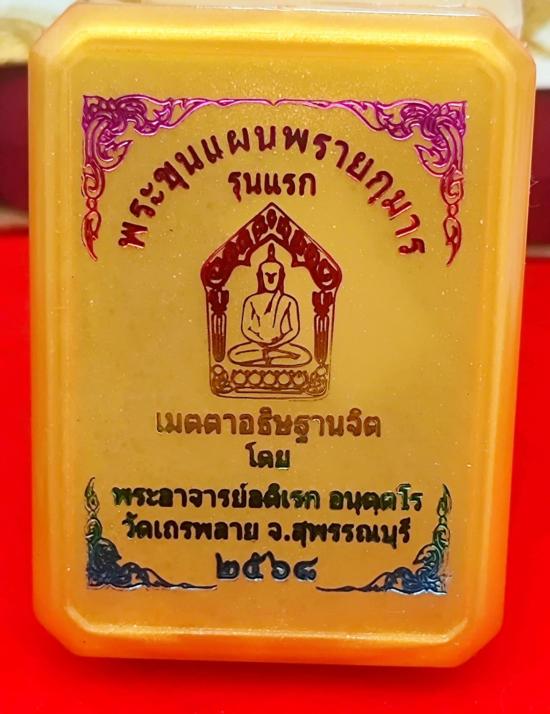 พระขุนแผนพรายกุมาร
รุ่นแรก
เมตตาอธิษฐานจิต
โดย
พระอาจารย์อดิเรก อนุตฺตโร
วัดเถรพลาย จ.สุพรรณบุรี
๒๕๖๘